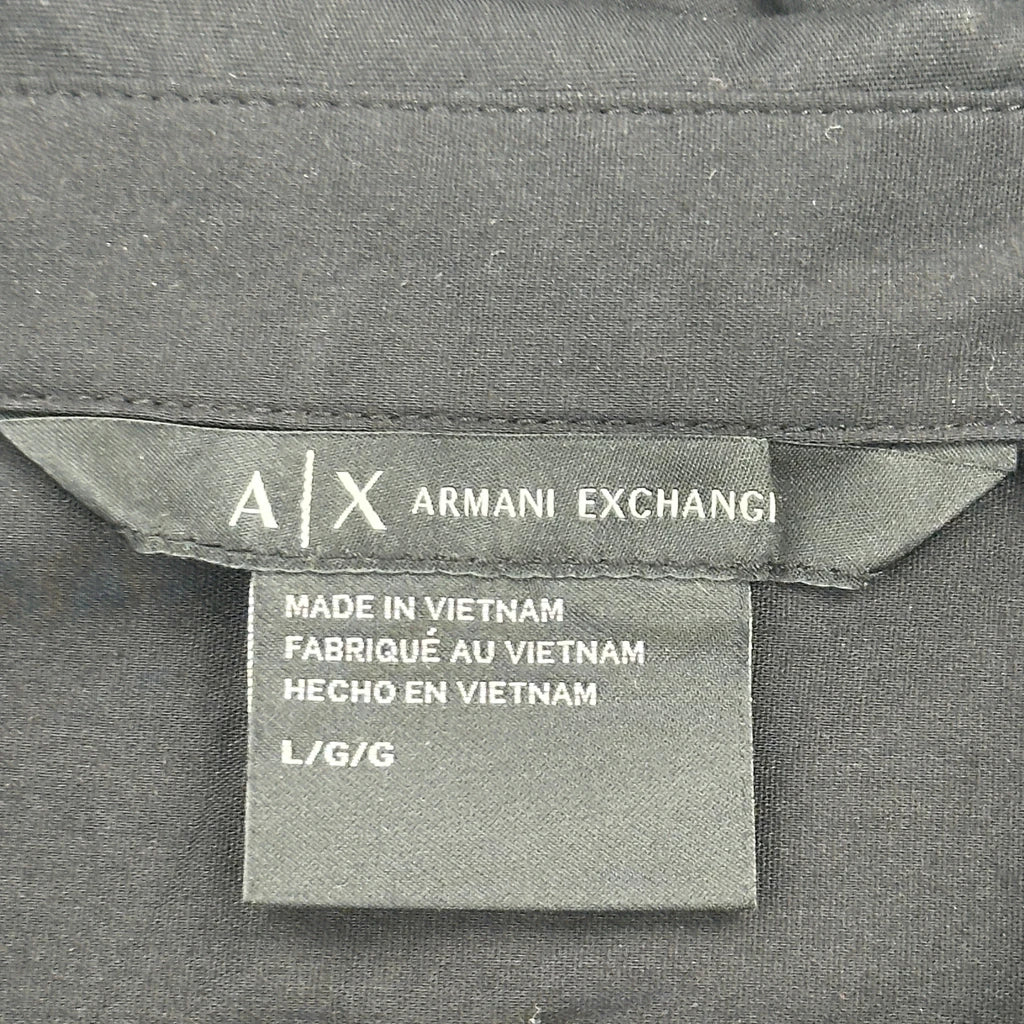 A|X ARMANI EXCHANG
MADE IN VIETNAM
FABRIQUÉ AU VIETNAM
HECHO EN VIETNAM
L/G/G